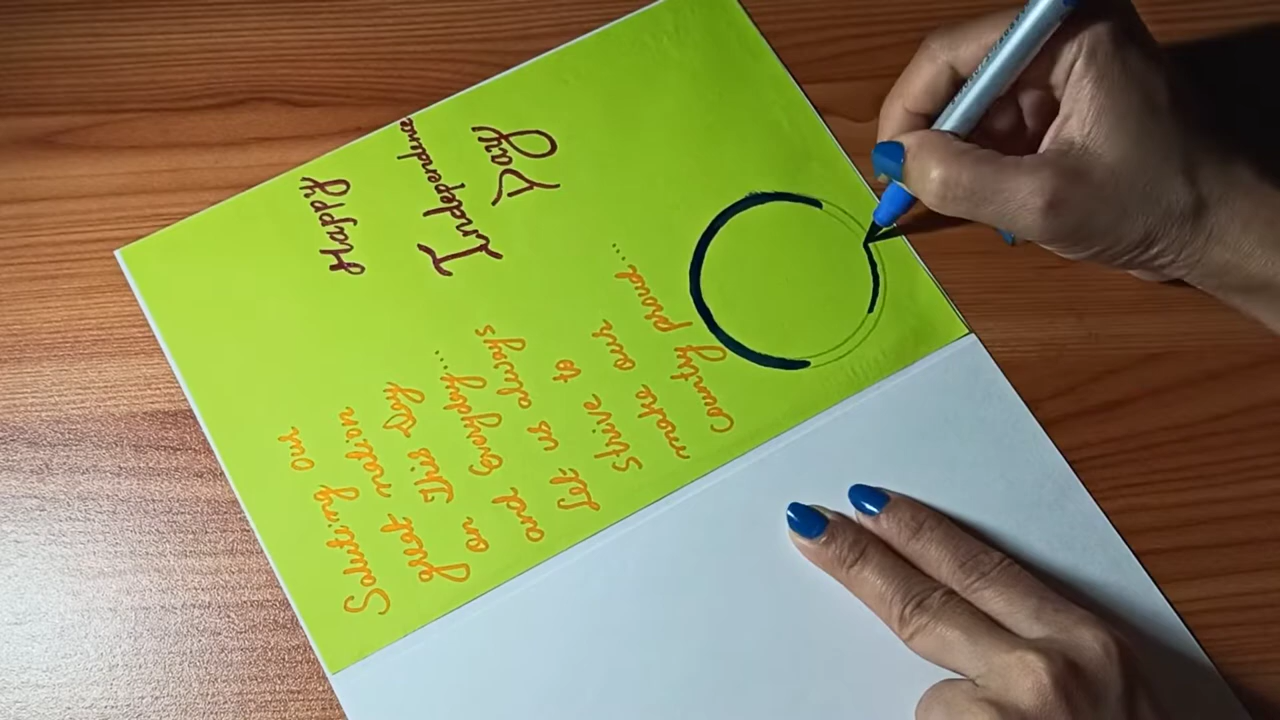 Happy
Independence
Day
Saluting our
great nation
on This Day
and Everyday...
Let us always
Strive to
make our
County proud...